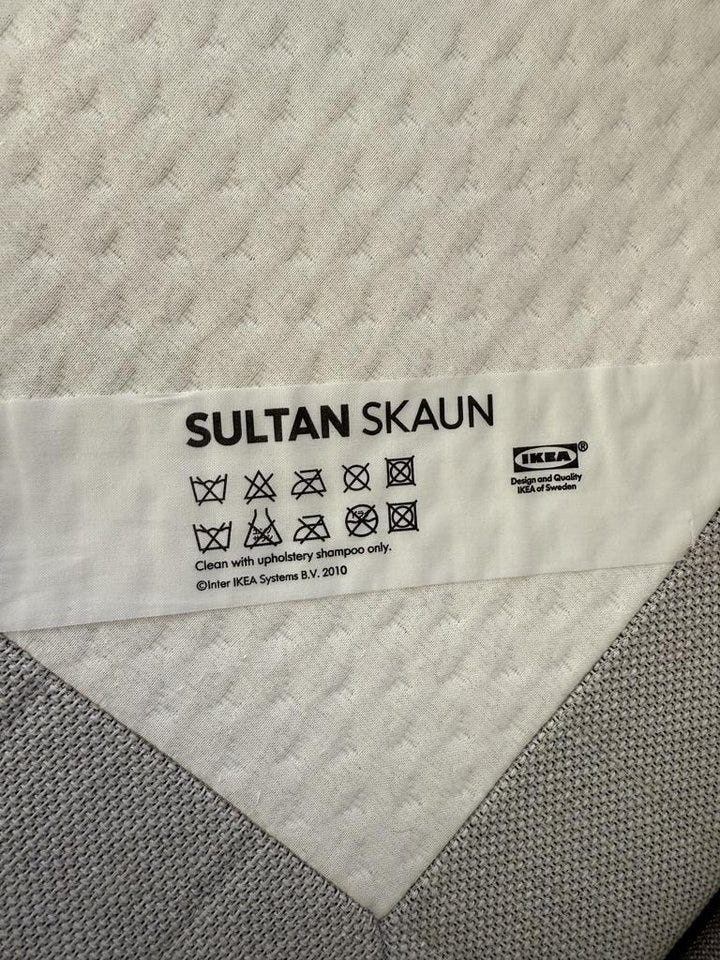 SULTAN SKAUN
IKEA®
Design and Quality
IKEA of Sweden
Clean with upholstery shampoo only.
©Inter IKEA Systems B.V. 2010